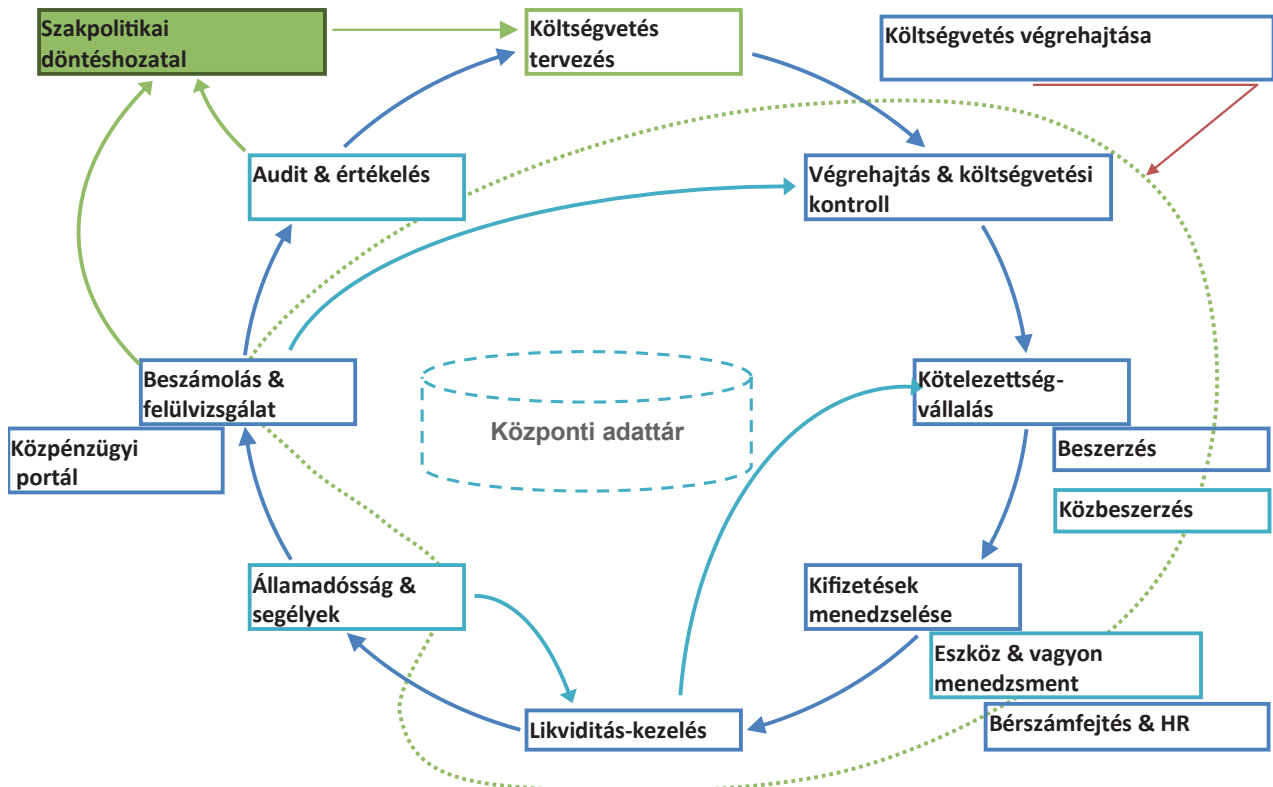 Szakpolitikai
döntéshozatal
Költségvetés
tervezés
Költségvetés végrehajtása
Audit & értékelés
Végrehajtás & költségvetési
kontroll
Beszámolás &
felülvizsgálat
Közpénzügyi
portál
Központi adattár
Kötelezettség-
vállalás
Beszerzés
Közbeszerzés
Államadósság &
segélyek
Kifizetések
menedzselése
Eszköz & vagyon
menedzsment
Bérszámfejtés & HR
Likviditás-kezelés